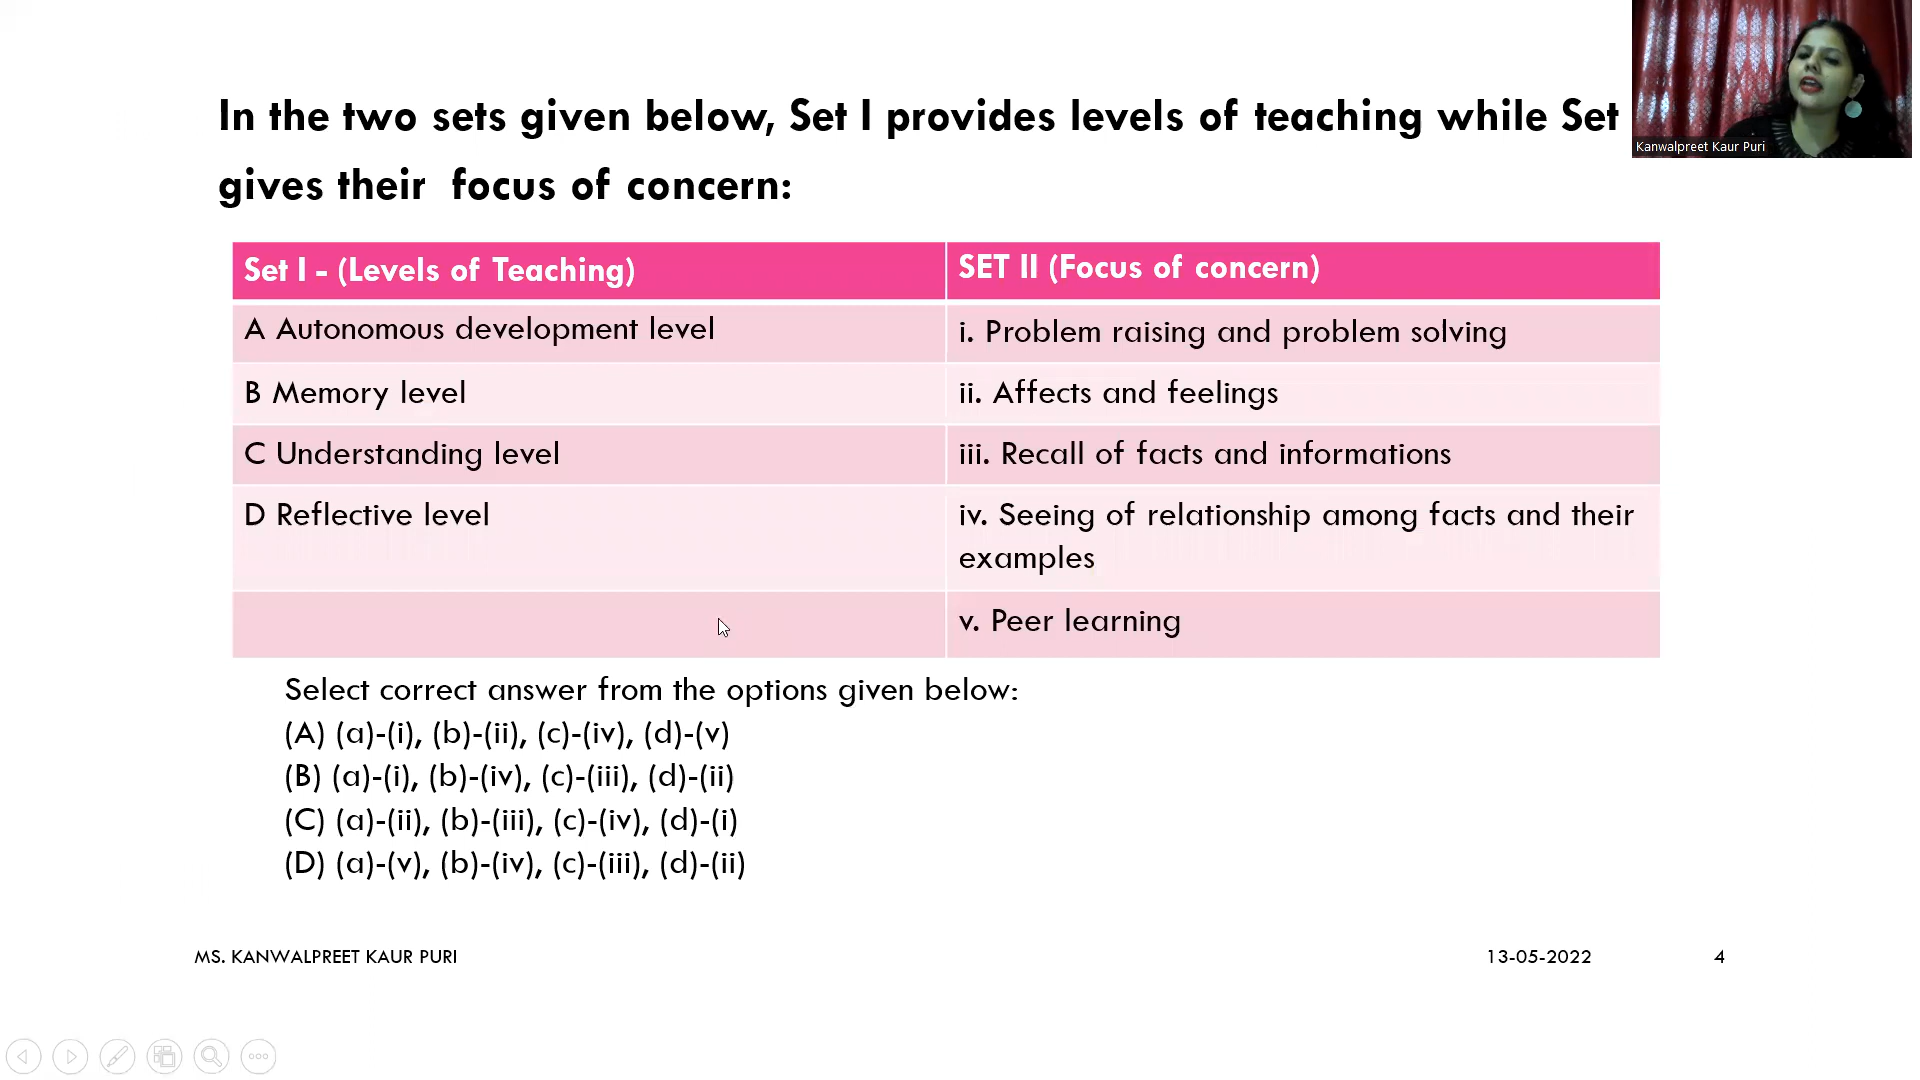 In the two sets given below, Set I provides levels of teaching while Set
gives their focus of concern:
Kanwalpreet Kaur Puri
Set I - (Levels of Teaching)
SET II (Focus of concern)
A Autonomous development level
i. Problem raising and problem solving
B Memory level
ii. Affects and feelings
C Understanding level
iii. Recall of facts and informations
D Reflective level
iv. Seeing of relationship among facts and their
examples
v. Peer learning
Select correct answer from the options given below:
(A) (a)-(i), (b)-(ii), (c)-(iv), (d)-(v)
(B) (a)-(i), (b)-(iv), (c)-(iii), (d)-(ii)
(C) (a)-(ii), (b)-(iii), (c)-(iv), (d)-(i)
(D) (a)-(v), (b)-(iv), (c)-(iii), (d)-(ii)
MS. KANWALPREET KAUR PURI
13-05-2022
4